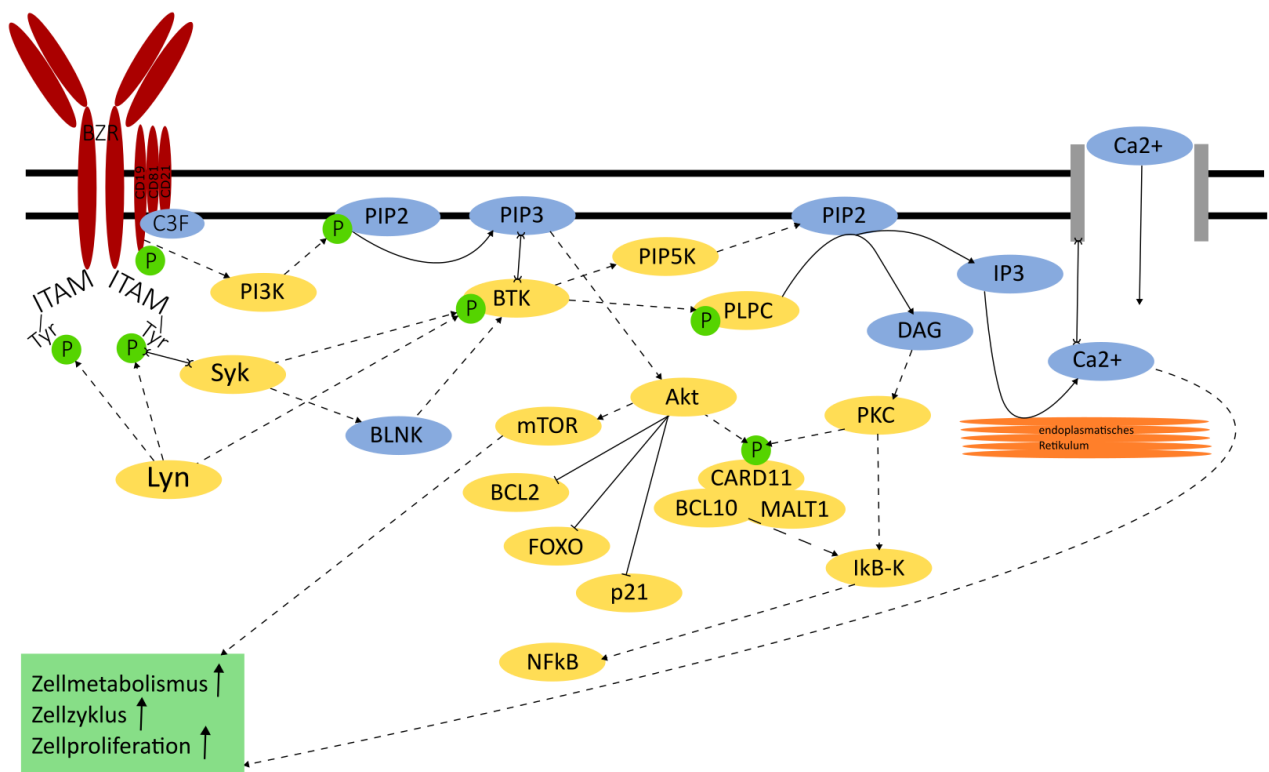 BZR
CD19
CD81
CD21
C3F
P
PI3K
P
PIP2
PIP3
PIP5K
PIP2
Ca2+
IP3
ITAM
ITAM
Tyr
Tyr
P
P
Syk
P
BTK
P
PLPC
DAG
Ca2+
BLNK
Lyn
Akt
mTOR
PKC
endoplasmatisches
Retikulum
BCL2
P
CARD11
BCL10
MALT1
FOXO
p21
IkB-K
NFkB
Zellmetabolismus
Zellzyklus
Zellproliferation